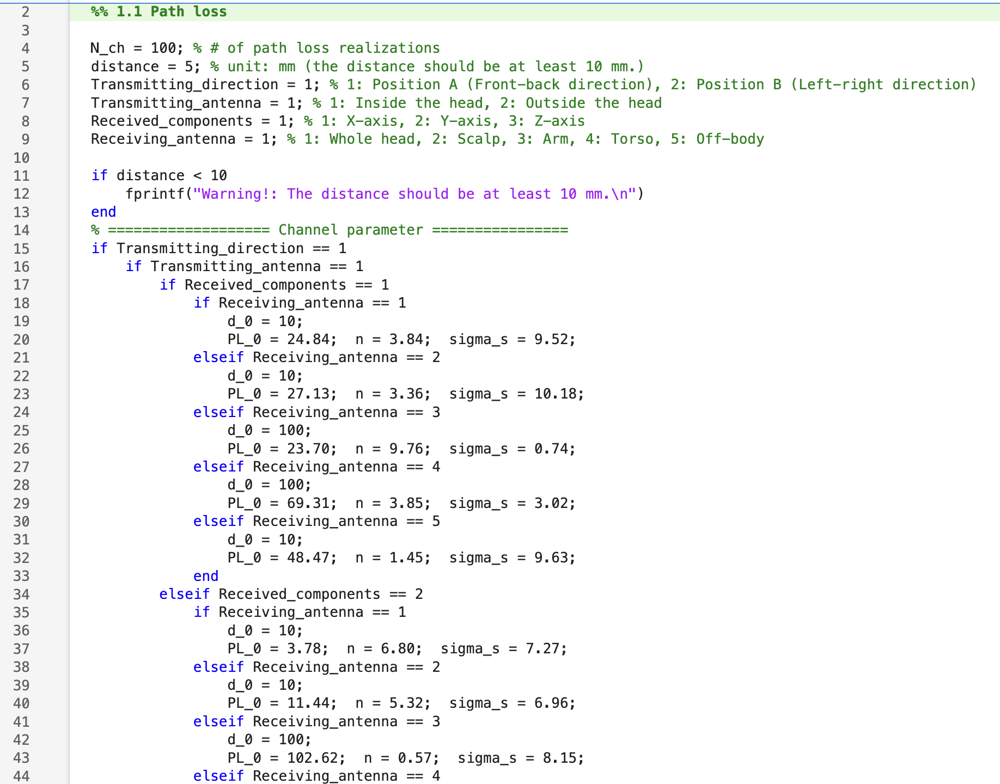 2 %% 1.1 Path loss
3
4 N_ch = 100; % # of path loss realizations
5 distance = 5; % unit: mm (the distance should be at least 10 mm.)
6 Transmitting_direction = 1; % 1: Position A (Front-back direction), 2: Position B (Left-right direction)
7 Transmitting_antenna = 1; % 1: Inside the head, 2: Outside the head
8 Received_components = 1; % 1: X-axis, 2: Y-axis, 3: Z-axis
9 Receiving_antenna = 1; % 1: Whole head, 2: Scalp, 3: Arm, 4: Torso, 5: Off-body
10
11 if distance < 10
12     fprintf("Warning!: The distance should be at least 10 mm.\n")
13 end
14 % =================== Channel parameter ================
15 if Transmitting_direction == 1
16     if Transmitting_antenna == 1
17         if Received_components == 1
18             if Receiving_antenna == 1
19                 d_0 = 10;
20                 PL_0 = 24.84;  n = 3.84;  sigma_s = 9.52;
21             elseif Receiving_antenna == 2
22                 d_0 = 10;
23                 PL_0 = 27.13;  n = 3.36;  sigma_s = 10.18;
24             elseif Receiving_antenna == 3
25                 d_0 = 100;
26                 PL_0 = 23.70;  n = 9.76;  sigma_s = 0.74;
27             elseif Receiving_antenna == 4
28                 d_0 = 100;
29                 PL_0 = 69.31;  n = 3.85;  sigma_s = 3.02;
30             elseif Receiving_antenna == 5
31                 d_0 = 10;
32                 PL_0 = 48.47;  n = 1.45;  sigma_s = 9.63;
33             end
34         elseif Received_components == 2
35             if Receiving_antenna == 1
36                 d_0 = 10;
37                 PL_0 = 3.78;  n = 6.80;  sigma_s = 7.27;
38             elseif Receiving_antenna == 2
39                 d_0 = 10;
40                 PL_0 = 11.44;  n = 5.32;  sigma_s = 6.96;
41             elseif Receiving_antenna == 3
42                 d_0 = 100;
43                 PL_0 = 102.62;  n = 0.57;  sigma_s = 8.15;
44             elseif Receiving_antenna == 4